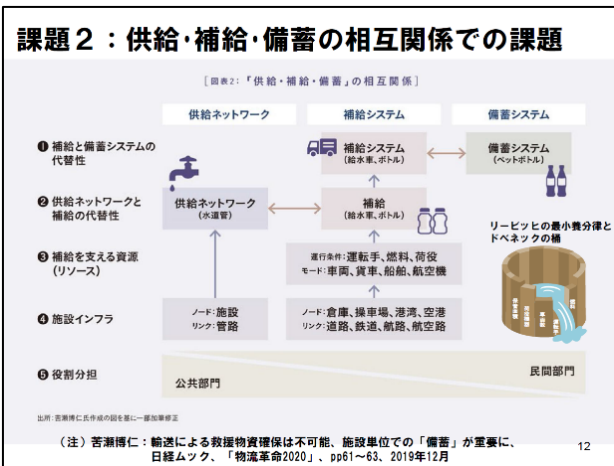 課題２：供給・補給・備蓄の相互関係での課題
［図表2：「供給・補給・備蓄」の相互関係］
供給ネットワーク
補給システム
備蓄システム
❶ 補給と備蓄システムの
代替性
補給システム
（給水車、ボトル）
備蓄システム
（ペットボトル）
❷ 供給ネットワークと
補給の代替性
供給ネットワーク
（水道管）
補給
（給水車、ボトル）
リービッヒの最小養分律と
ドベネックの桶
❸ 補給を支える資源
（リソース）
運行条件：運転手、燃料、荷役
モード：車両、貨車、船舶、航空機
❹ 施設インフラ
ノード：施設
リンク：管路
ノード：倉庫、操車場、港湾、空港
リンク：道路、鉄道、航路、航空路
❺ 役割分担
公共部門
民間部門
出所：苦瀬博仁氏作成の図を基に一部加筆修正
（注）苦瀬博仁：輸送による救援物資確保は不可能、施設単位での「備蓄」が重要に、
日経ムック、「物流革命2020」、pp61～63、2019年12月
12